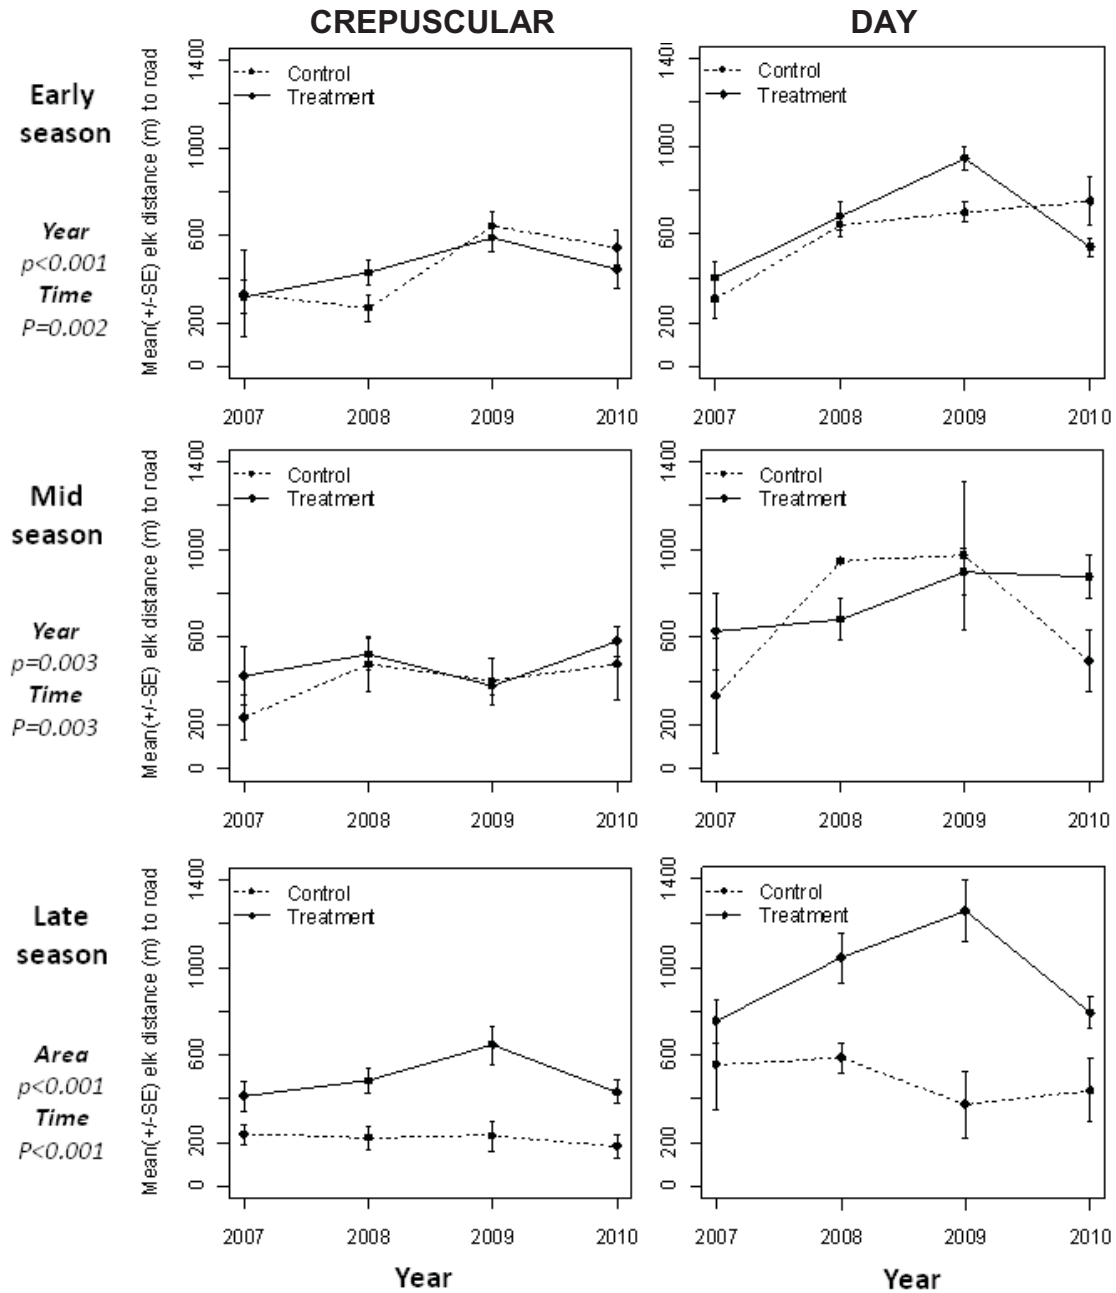 CREPUSCULAR
DAY
Early
season
Year
p<0.001
Time
P=0.002
Mean(+/-SE) elk distance (m) to road
0 200 600 1000 1400
Control
Treatment
2007 2008 2009 2010
0 200 600 1000 140
Control
Treatment
2007 2008 2009 2010
Mid
season
Year
p=0.003
Time
P=0.003
Mean(+/-SE) elk distance (m) to road
0 200 600 1000 1400
Control
Treatment
2007 2008 2009 2010
0 200 600 1000 1400
Control
Treatment
2007 2008 2009 2010
Late
season
Area
p<0.001
Time
P<0.001
Mean(+/-SE) elk distance (m) to road
0 200 600 1000 1400
Control
Treatment
2007 2008 2009 2010
Year
0 200 600 1000 1400
Control
Treatment
2007 2008 2009 2010
Year